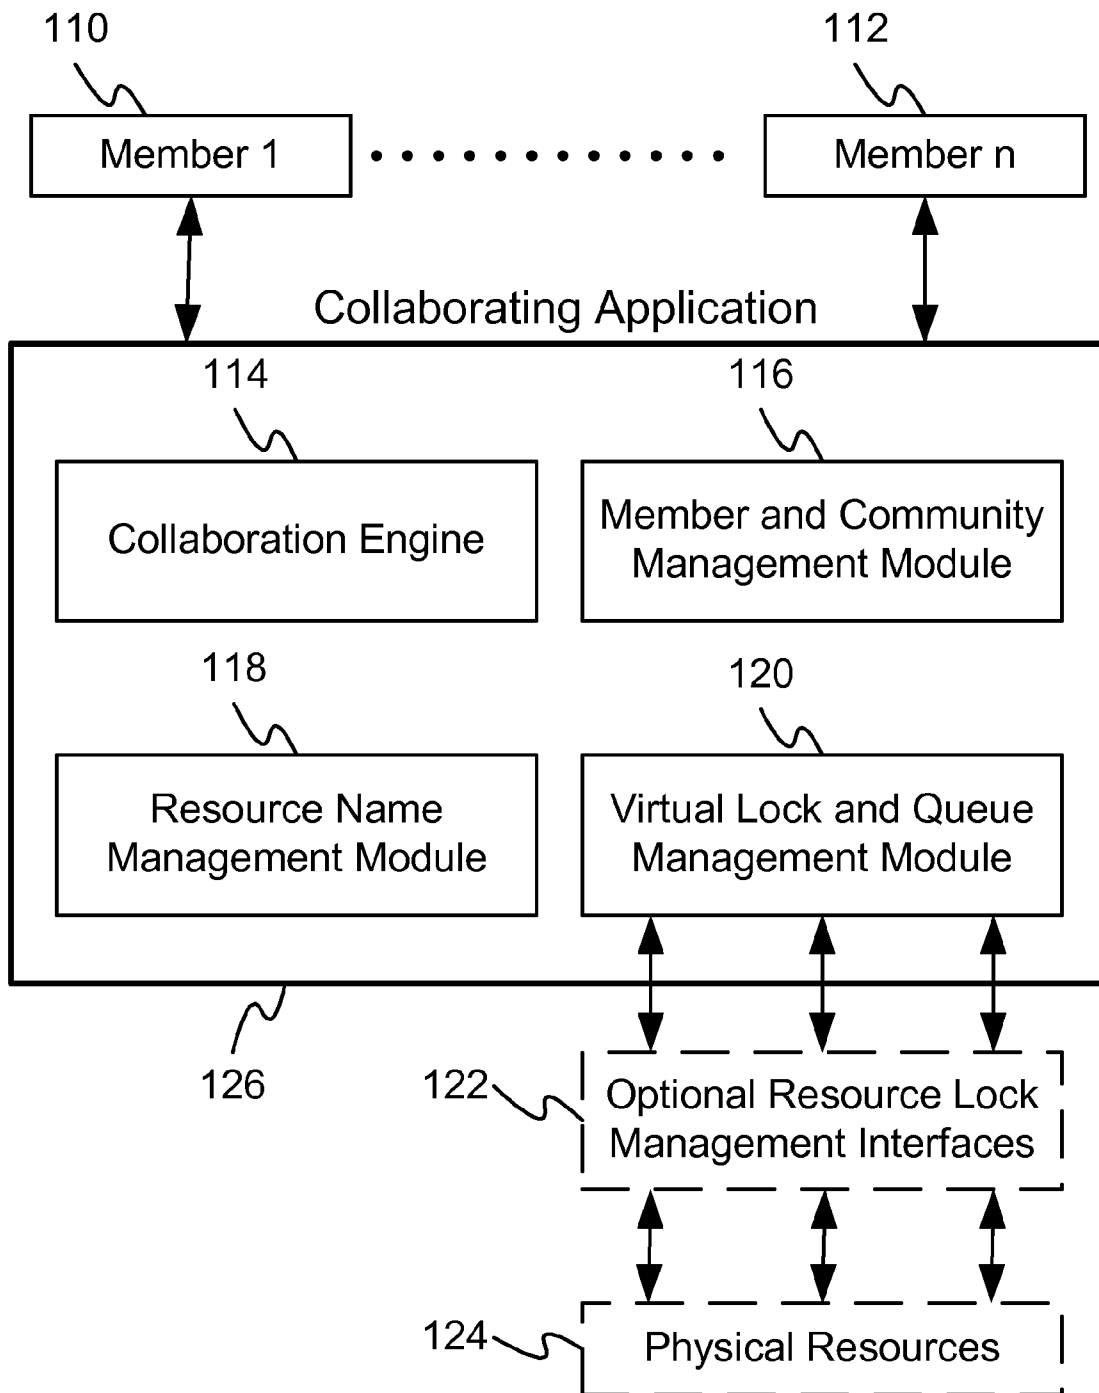 110
112
Member 1
Member n
Collaborating Application
114
116
Collaboration Engine
Member and Community
Management Module
118
120
Resource Name
Management Module
Virtual Lock and Queue
Management Module
126
122
Optional Resource Lock
Management Interfaces
124
Physical Resources